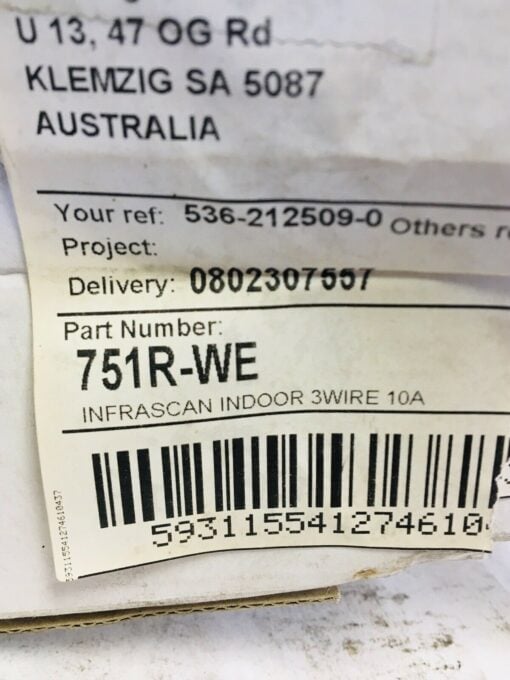 U 13, 47 OG Rd
KLEMZIG SA 5087
AUSTRALIA
Your ref: 536-212509-0 Others
Project:
Delivery: 0802307557
Part Number:
751R-WE
INFRASCAN INDOOR 3WIRE 10A
59311554127461043?